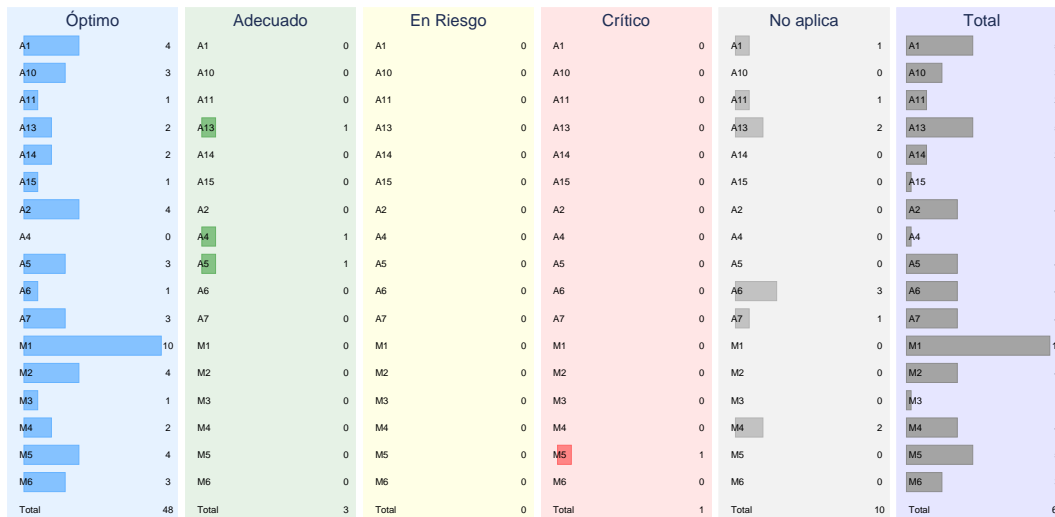 Óptimo Adecuado En Riesgo Crítico No aplica Total
A1 4 A1 0 A1 0 A1 0 A1 1 A1
A10 3 A10 0 A10 0 A10 0 A10 0 A10
A11 1 A11 0 A11 0 A11 0 A11 1 A11
A13 2 A13 1 A13 0 A13 0 A13 2 A13
A14 2 A14 0 A14 0 A14 0 A14 0 A14
A15 1 A15 0 A15 0 A15 0 A15 0 A15
A2 4 A2 0 A2 0 A2 0 A2 0 A2
A4 0 A4 1 A4 0 A4 0 A4 0 A4
A5 3 A5 1 A5 0 A5 0 A5 0 A5
A6 1 A6 0 A6 0 A6 0 A6 3 A6
A7 3 A7 0 A7 0 A7 0 A7 1 A7
M1 10 M1 0 M1 0 M1 0 M1 0 M1 1
M2 4 M2 0 M2 0 M2 0 M2 0 M2
M3 1 M3 0 M3 0 M3 0 M3 0 M3
M4 2 M4 0 M4 0 M4 0 M4 2 M4
M5 4 M5 0 M5 0 M5 1 M5 0 M5
M6 3 M6 0 M6 0 M6 0 M6 0 M6
Total 48 Total 3 Total 0 Total 1 Total 10 Total 6